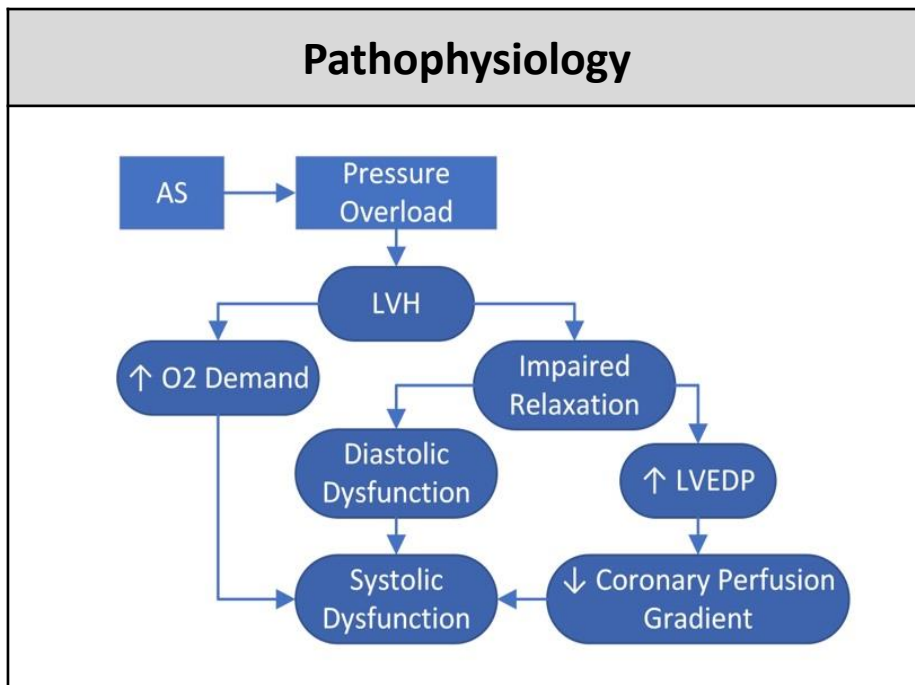 Pathophysiology
AS
Pressure
Overload
LVH
↑ O2 Demand
Impaired
Relaxation
Diastolic
Dysfunction
↑ LVEDP
Systolic
Dysfunction
↓ Coronary Perfusion
Gradient